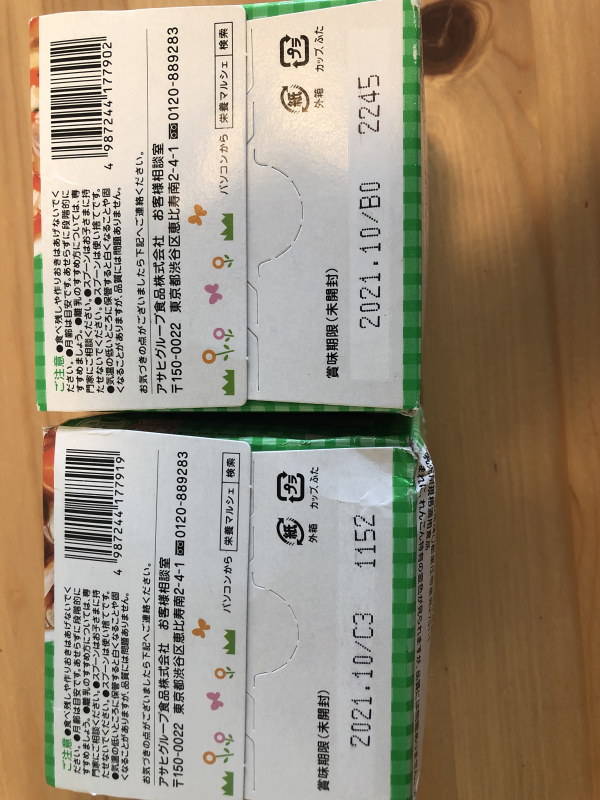 ご注意 ●食べ残しや作りおきはあげないでく
ださい。●月齢は目安です。あせらずに段階的に
すすめましょう。●離乳のすすめ方については、専
門家にご相談ください。●スプーンはお子さまに持
たせないでください。●スプーンは使い捨てです。
●気温の低いところに保管すると白くなることや固
くなることがありますが、品質には問題ありません。
4 987244 177902
お気づきの点がございましたら下記へご連絡ください。
アサヒグループ食品株式会社 お客様相談室
〒150-0022 東京都渋谷区恵比寿南2-4-1 0120-889283
パソコンから 栄養マルシェ 検索
紙 外箱
プラ カップ、ふた
賞味期限(未開封)
2021.10/B0 2245
ご注意 ●食べ残しや作りおきはあげないでく
ださい。●月齢は目安です。あせらずに段階的に
すすめましょう。●離乳のすすめ方については、専
門家にご相談ください。●スプーンはお子さまに持
たせないでください。●スプーンは使い捨てです。
●気温の低いところに保管すると白くなることや固
くなることがありますが、品質には問題ありません。
4 987244 177919
お気づきの点がございましたら下記へご連絡ください。
アサヒグループ食品株式会社 お客様相談室
〒150-0022 東京都渋谷区恵比寿南2-4-1 0120-889283
パソコンから 栄養マルシェ 検索
紙 外箱
プラ カップ、ふた
賞味期限(未開封)
2021.10/C3 1152